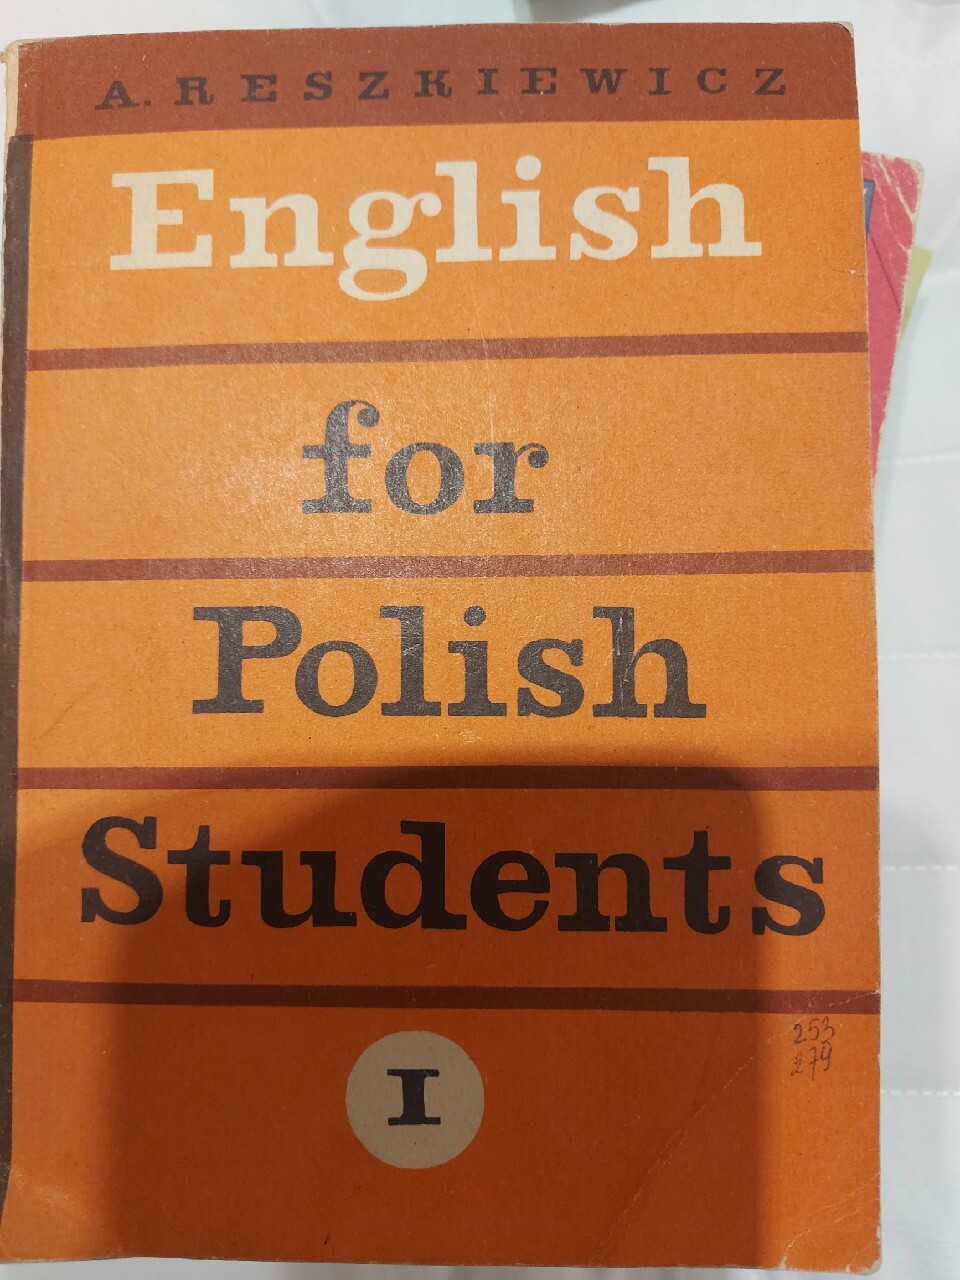 A. RESZKIEWICZ
English
for
Polish
Students
I
253
279